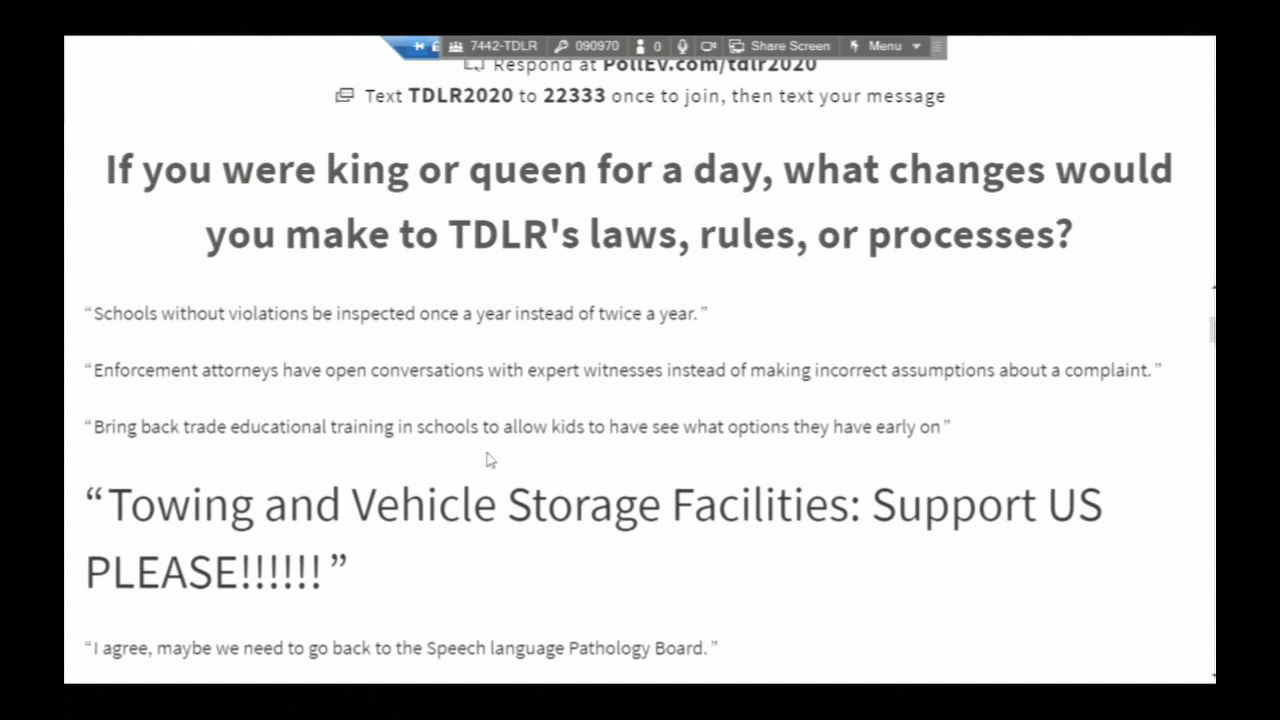 7442-TDLR 090970 0 Share Screen Menu
Respond at PollEv.com/tdlr2020
Text TDLR2020 to 22333 once to join, then text your message
If you were king or queen for a day, what changes would
you make to TDLR's laws, rules, or processes?
“Schools without violations be inspected once a year instead of twice a year.”
“Enforcement attorneys have open conversations with expert witnesses instead of making incorrect assumptions about a complaint.”
“Bring back trade educational training in schools to allow kids to have see what options they have early on”
“Towing and Vehicle Storage Facilities: Support US
PLEASE!!!!!!”
“I agree, maybe we need to go back to the Speech language Pathology Board.”